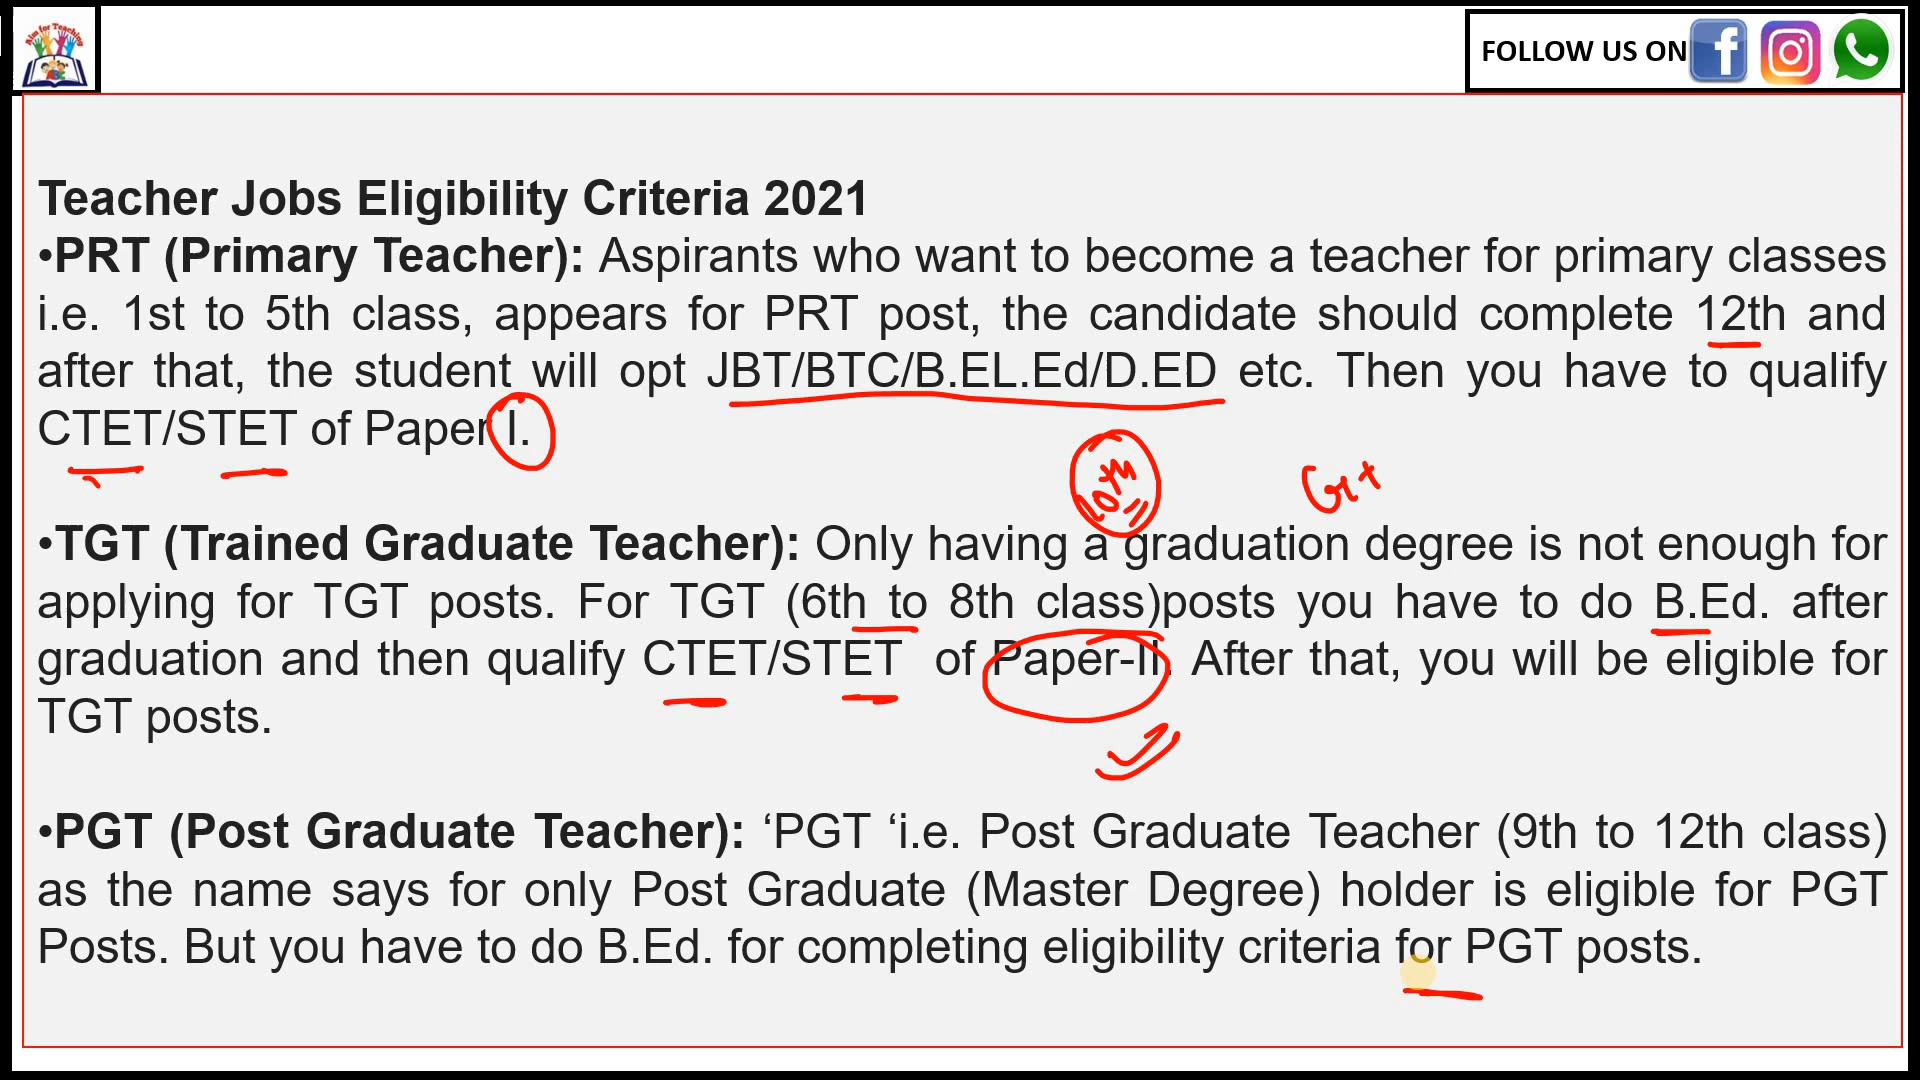 Aim for Teaching
FOLLOW US ON
Teacher Jobs Eligibility Criteria 2021
•PRT (Primary Teacher): Aspirants who want to become a teacher for primary classes
i.e. 1st to 5th class, appears for PRT post, the candidate should complete 12th and
after that, the student will opt JBT/BTC/B.EL.Ed/D.ED etc. Then you have to qualify
CTET/STET of Paper I.
10th
•TGT (Trained Graduate Teacher): Only having a graduation degree is not enough for
applying for TGT posts. For TGT (6th to 8th class)posts you have to do B.Ed. after
graduation and then qualify CTET/STET of Paper-II. After that, you will be eligible for
TGT posts.
•PGT (Post Graduate Teacher): ‘PGT ‘i.e. Post Graduate Teacher (9th to 12th class)
as the name says for only Post Graduate (Master Degree) holder is eligible for PGT
Posts. But you have to do B.Ed. for completing eligibility criteria for PGT posts.